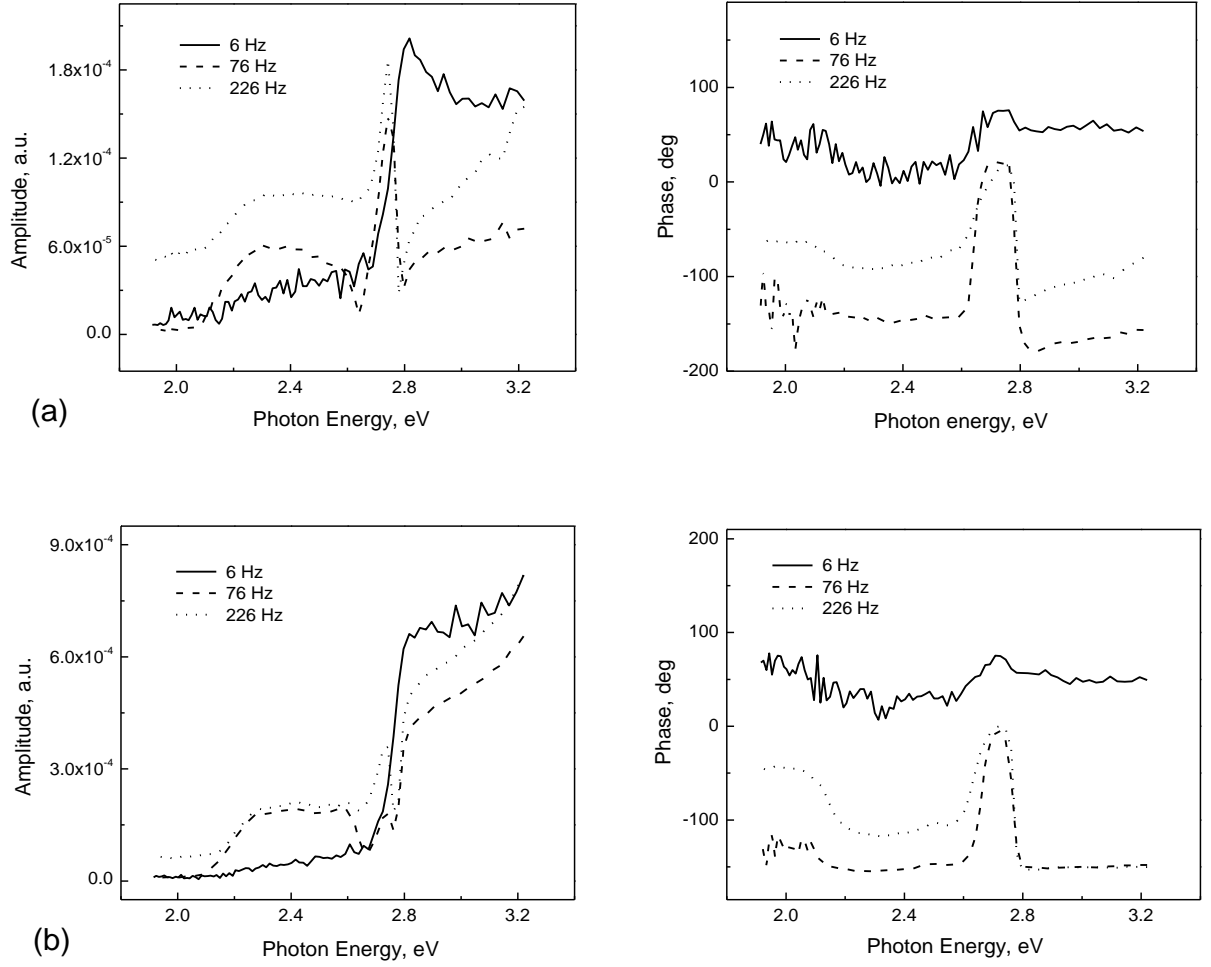 6 Hz
76 Hz
226 Hz
1.8x10-4
1.2x10-4
6.0x10-5
0.0
Amplitude, a.u.
2.0
2.4
2.8
3.2
Photon Energy, eV
(a)
6 Hz
76 Hz
226 Hz
100
0
-100
-200
Phase, deg
2.0
2.4
2.8
3.2
Photon energy, eV
6 Hz
76 Hz
226 Hz
9.0x10-4
6.0x10-4
3.0x10-4
0.0
Amplitude, a.u.
2.0
2.4
2.8
3.2
Photon Energy, eV
(b)
6 Hz
76 Hz
226 Hz
200
100
0
-100
Phase, deg
2.0
2.4
2.8
3.2
Photon Energy, eV